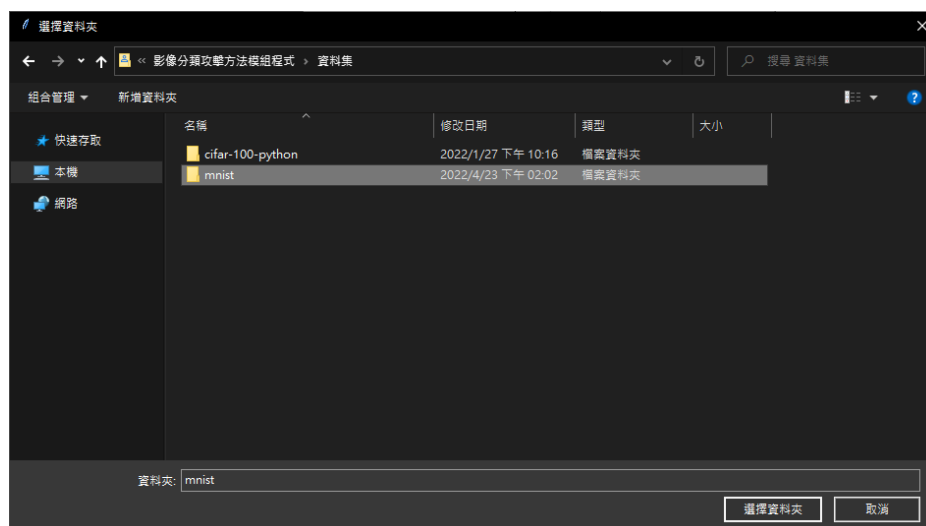 選擇資料夾
« 影像分類攻擊方法模組程式 › 資料集
搜尋 資料集
組合管理 新增資料夾
名稱 修改日期 類型 大小
快速存取
本機
網路
cifar-100-python 2022/1/27 下午 10:16 檔案資料夾
mnist 2022/4/23 下午 02:02 檔案資料夾
資料夾: mnist
選擇資料夾 取消